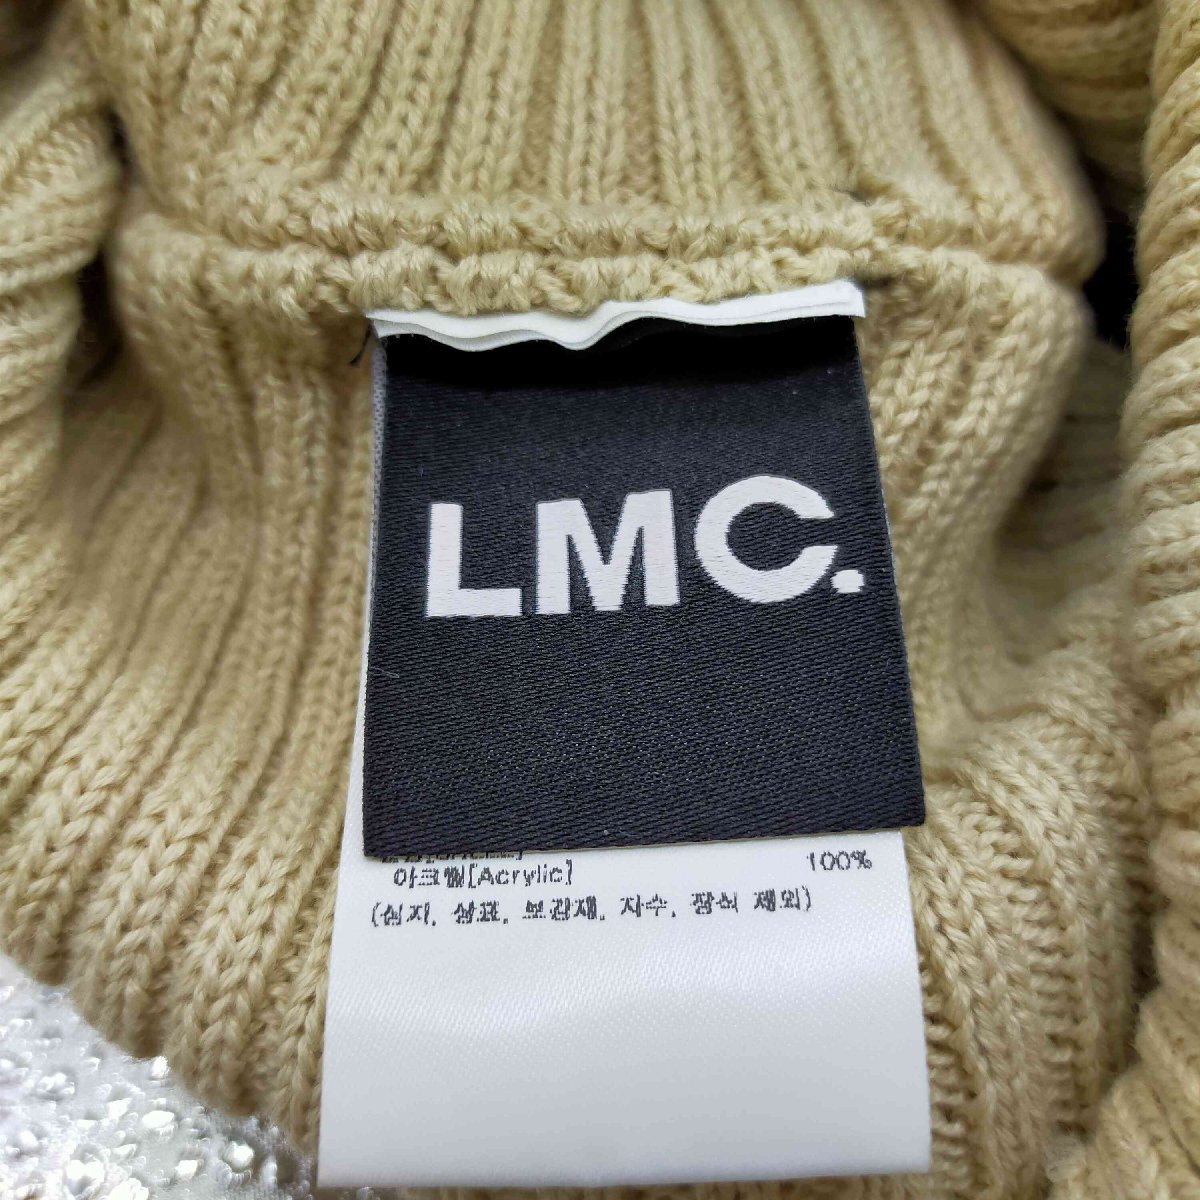 LMC.
아크릴[Acrylic] 100%
(심지, 상표, 보강재, 자수, 장식 제외)